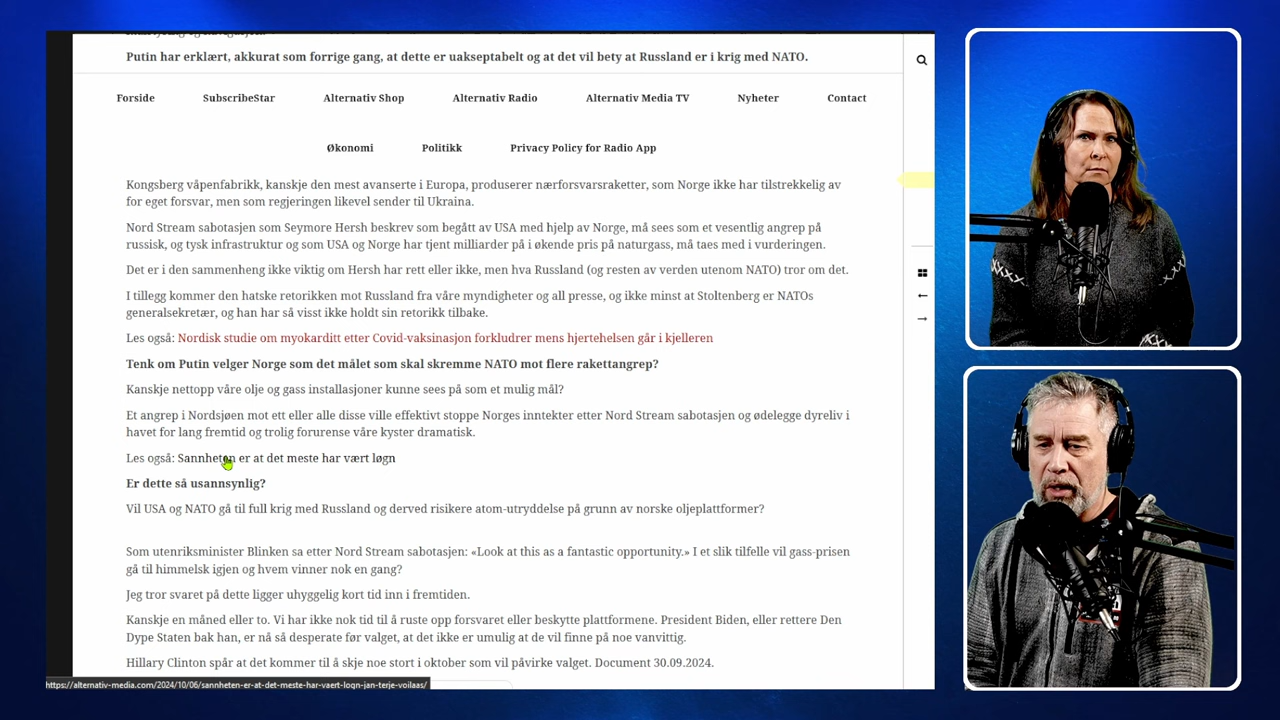 Putin har erklært, akkurat som forrige gang, at dette er uakseptabelt og at det vil bety at Russland er i krig med NATO.
Forside SubscribeStar Alternativ Shop Alternativ Radio Alternativ Media TV Nyheter Contact
Økonomi Politikk Privacy Policy for Radio App
Kongsberg våpenfabrikk, kanskje den mest avanserte i Europa, produserer nærforsvarsraketter, som Norge ikke har tilstrekkelig av
for eget forsvar, men som regjeringen likevel sender til Ukraina.
Nord Stream sabotasjen som Seymore Hersh beskrev som begått av USA med hjelp av Norge, må sees som et vesentlig angrep på
russisk, og tysk infrastruktur og som USA og Norge har tjent milliarder på i økende pris på naturgass, må taes med i vurderingen.
Det er i den sammenheng ikke viktig om Hersh har rett eller ikke, men hva Russland (og resten av verden utenom NATO) tror om det.
I tillegg kommer den hatske retorikken mot Russland fra våre myndigheter og all presse, og ikke minst at Stoltenberg er NATOs
generalsekretær, og han har så visst ikke holdt sin retorikk tilbake.
Les også: Nordisk studie om myokarditt etter Covid-vaksinasjon forkludrer mens hjertehelsen går i kjelleren
Tenk om Putin velger Norge som det målet som skal skremme NATO mot flere rakettangrep?
Kanskje nettopp våre olje og gass installasjoner kunne sees på som et mulig mål?
Et angrep i Nordsjøen mot ett eller alle disse ville effektivt stoppe Norges inntekter etter Nord Stream sabotasjen og ødelegge dyreliv i
havet for lang fremtid og trolig forurense våre kyster dramatisk.
Les også: Sannheten er at det meste har vært løgn
Er dette så usannsynlig?
Vil USA og NATO gå til full krig med Russland og derved risikere atom-utryddelse på grunn av norske oljeplattformer?
Som utenriksminister Blinken sa etter Nord Stream sabotasjen: «Look at this as a fantastic opportunity.» I et slik tilfelle vil gass-prisen
gå til himmelsk igjen og hvem vinner nok en gang?
Jeg tror svaret på dette ligger uhyggelig kort tid inn i fremtiden.
Kanskje en måned eller to. Vi har ikke nok tid til å ruste opp forsvaret eller beskytte plattformene. President Biden, eller rettere Den
Dype Staten bak han, er nå så desperate før valget, at det ikke er umulig at de vil finne på noe vanvittig.
Hillary Clinton spår at det kommer til å skje noe stort i oktober som vil påvirke valget. Document 30.09.2024.
https://alternativ-media.com/2024/10/06/sannheten-er-at-det-meste-har-vaert-logn-jan-terje-voilaas/